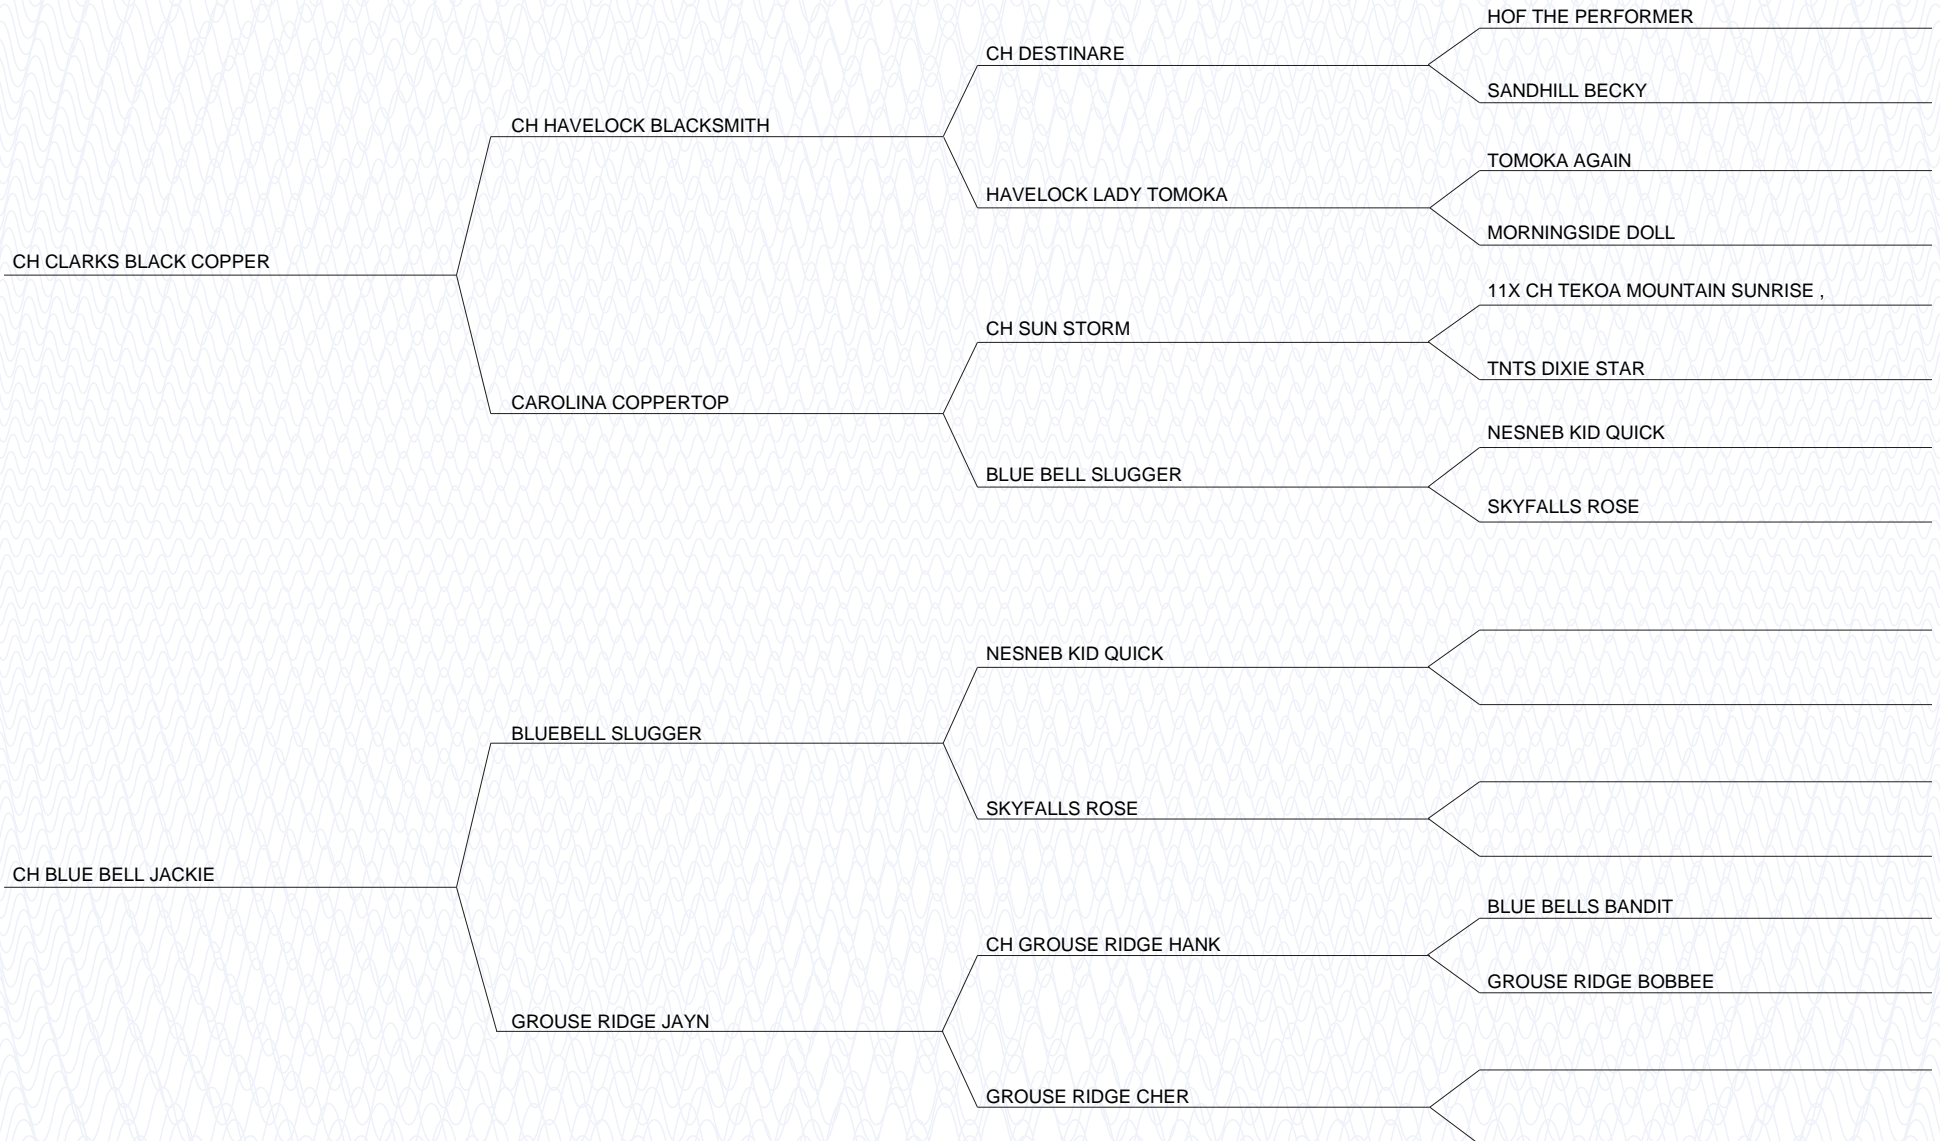 HOF THE PERFORMER
CH DESTINARE
SANDHILL BECKY
CH HAVELOCK BLACKSMITH
TOMOKA AGAIN
HAVELOCK LADY TOMOKA
MORNINGSIDE DOLL
CH CLARKS BLACK COPPER
11X CH TEKOA MOUNTAIN SUNRISE ,
CH SUN STORM
TNTS DIXIE STAR
CAROLINA COPPERTOP
NESNEB KID QUICK
BLUE BELL SLUGGER
SKYFALLS ROSE
NESNEB KID QUICK
BLUEBELL SLUGGER
SKYFALLS ROSE
CH BLUE BELL JACKIE
BLUE BELLS BANDIT
CH GROUSE RIDGE HANK
GROUSE RIDGE BOBBEE
GROUSE RIDGE JAYN
GROUSE RIDGE CHER